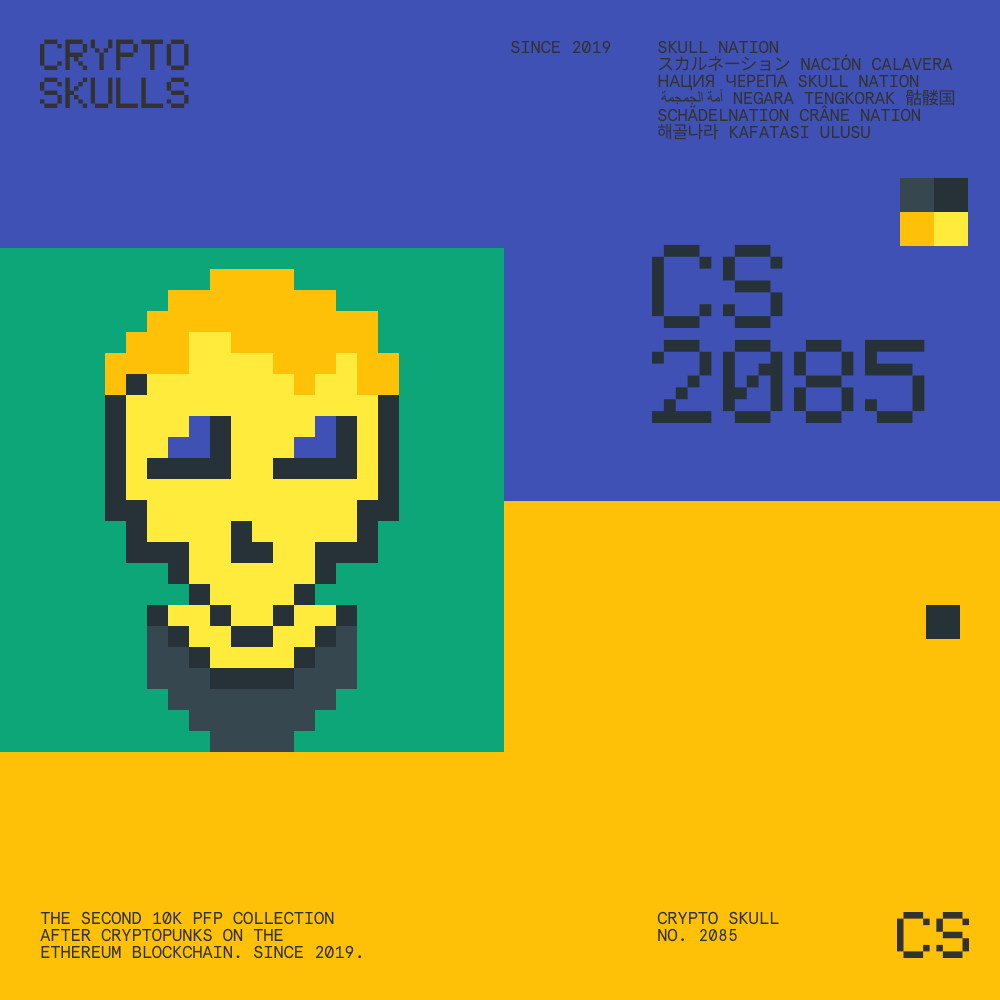 CRYPTO
SKULLS
SINCE 2019
SKULL NATION
スカルネーション NACIÓN CALAVERA
НАЦИЯ ЧЕРЕПА SKULL NATION
أمة الجمجمة NEGARA TENGKORAK 骷髅国
SCHÄDELNATION CRÂNE NATION
해골나라 KAFATASI ULUSU
CS
2085
THE SECOND 10K PFP COLLECTION
AFTER CRYPTOPUNKS ON THE
ETHEREUM BLOCKCHAIN. SINCE 2019.
CRYPTO SKULL
NO. 2085
CS